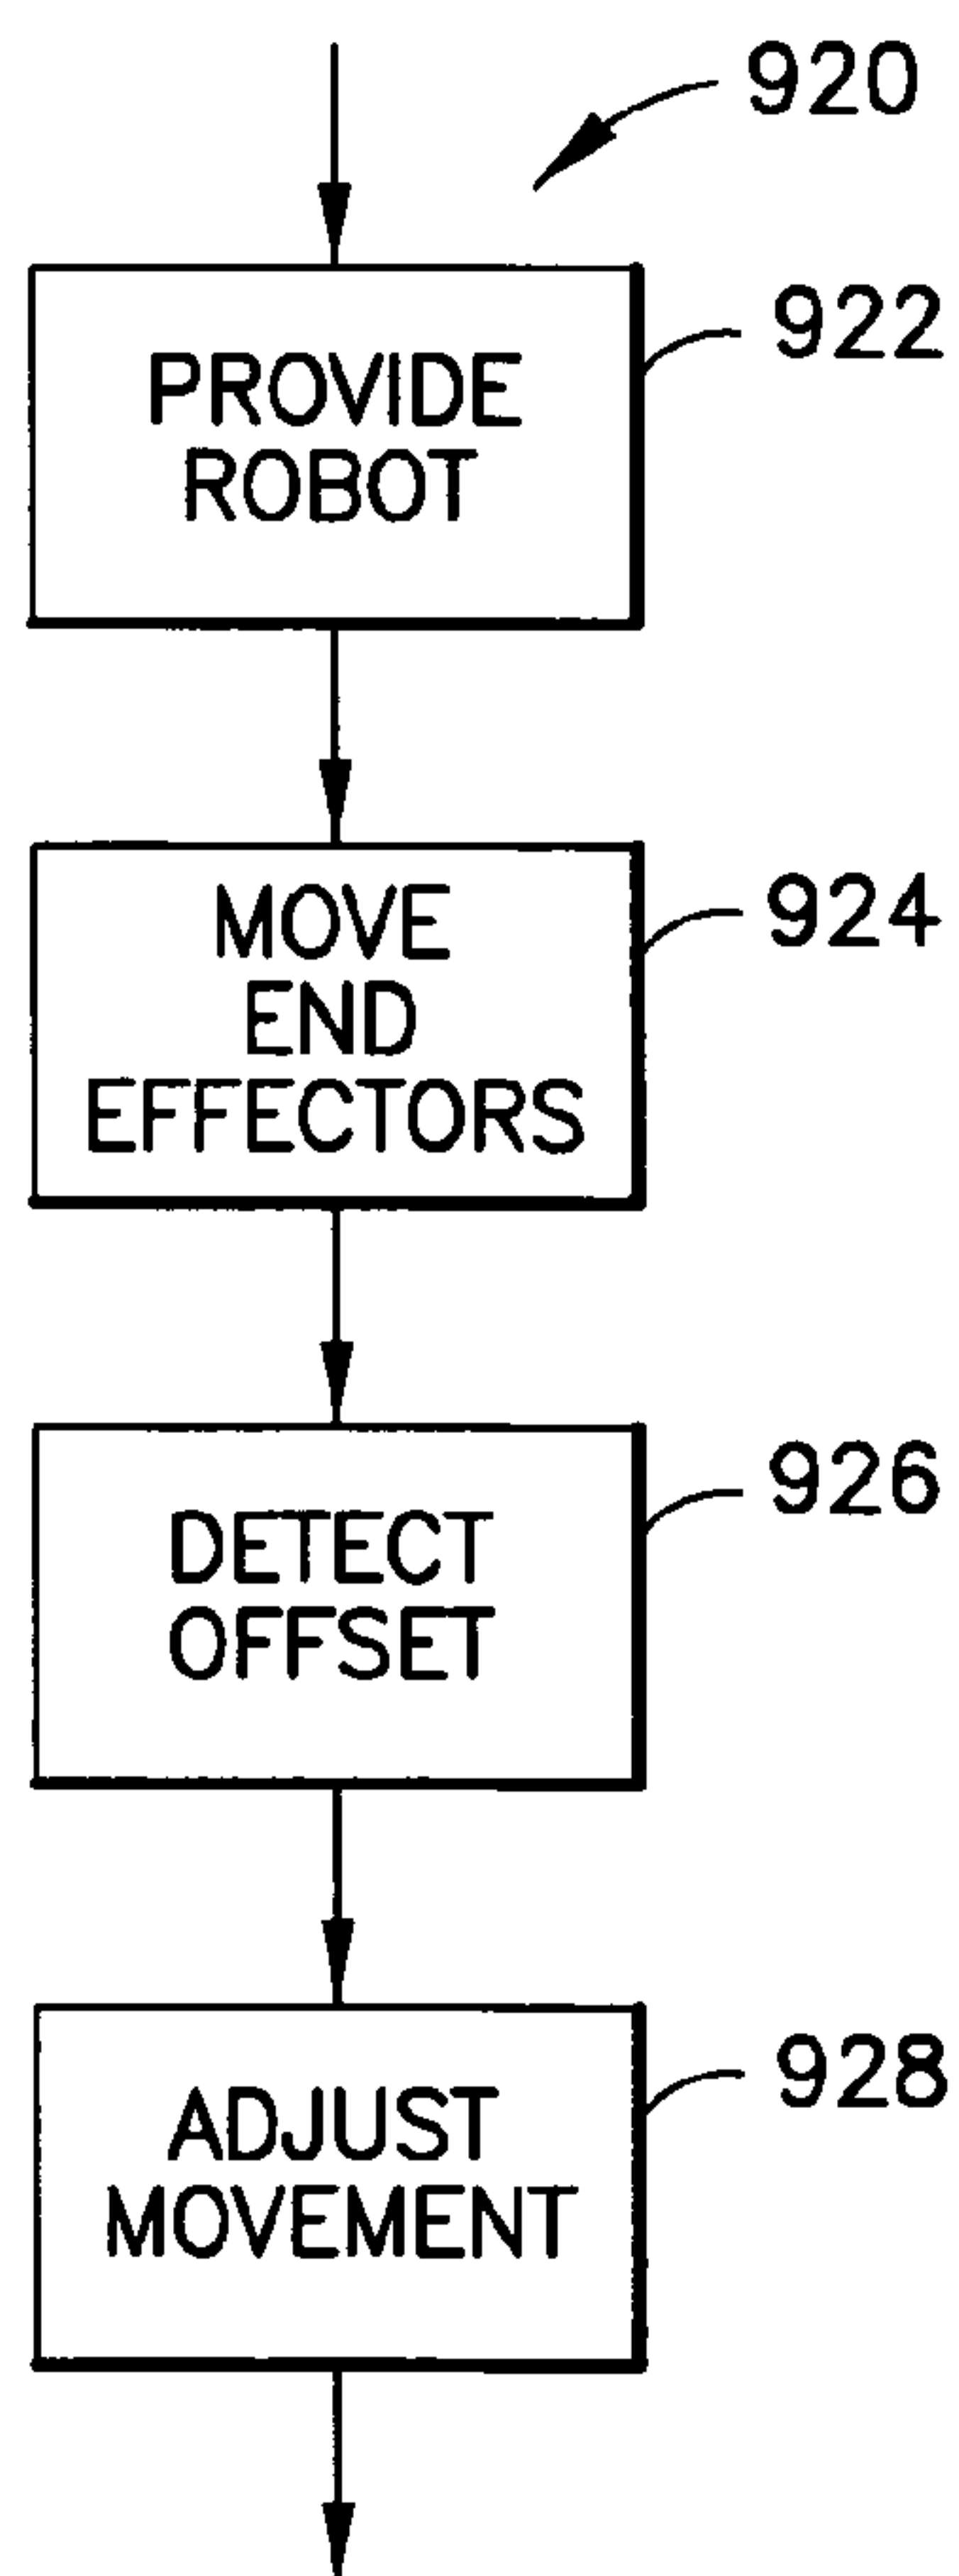 920
922
PROVIDE
ROBOT
924
MOVE
END
EFFECTORS
926
DETECT
OFFSET
928
ADJUST
MOVEMENT